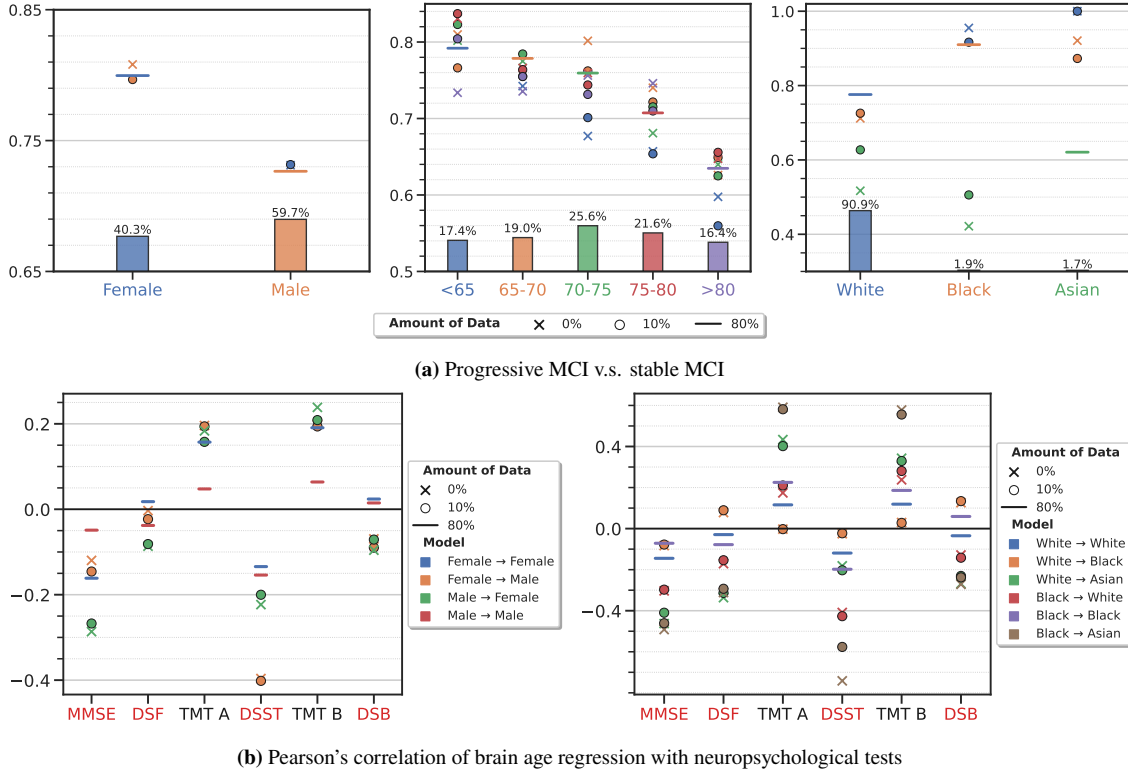 0.85
0.75
0.65
40.3%
59.7%
Female
Male
0.8
0.7
0.6
0.5
17.4%
19.0%
25.6%
21.6%
16.4%
<65
65-70
70-75
75-80
>80
1.0
0.8
0.6
0.4
90.9%
1.9%
1.7%
White
Black
Asian
Amount of Data
0%
10%
80%
(a) Progressive MCI v.s. stable MCI
0.2
0.0
−0.2
−0.4
MMSE
DSF
TMT A
DSST
TMT B
DSB
Amount of Data
0%
10%
80%
Model
Female → Female
Female → Male
Male → Female
Male → Male
0.4
0.0
−0.4
MMSE
DSF
TMT A
DSST
TMT B
DSB
Amount of Data
0%
10%
80%
Model
White → White
White → Black
White → Asian
Black → White
Black → Black
Black → Asian
(b) Pearson's correlation of brain age regression with neuropsychological tests